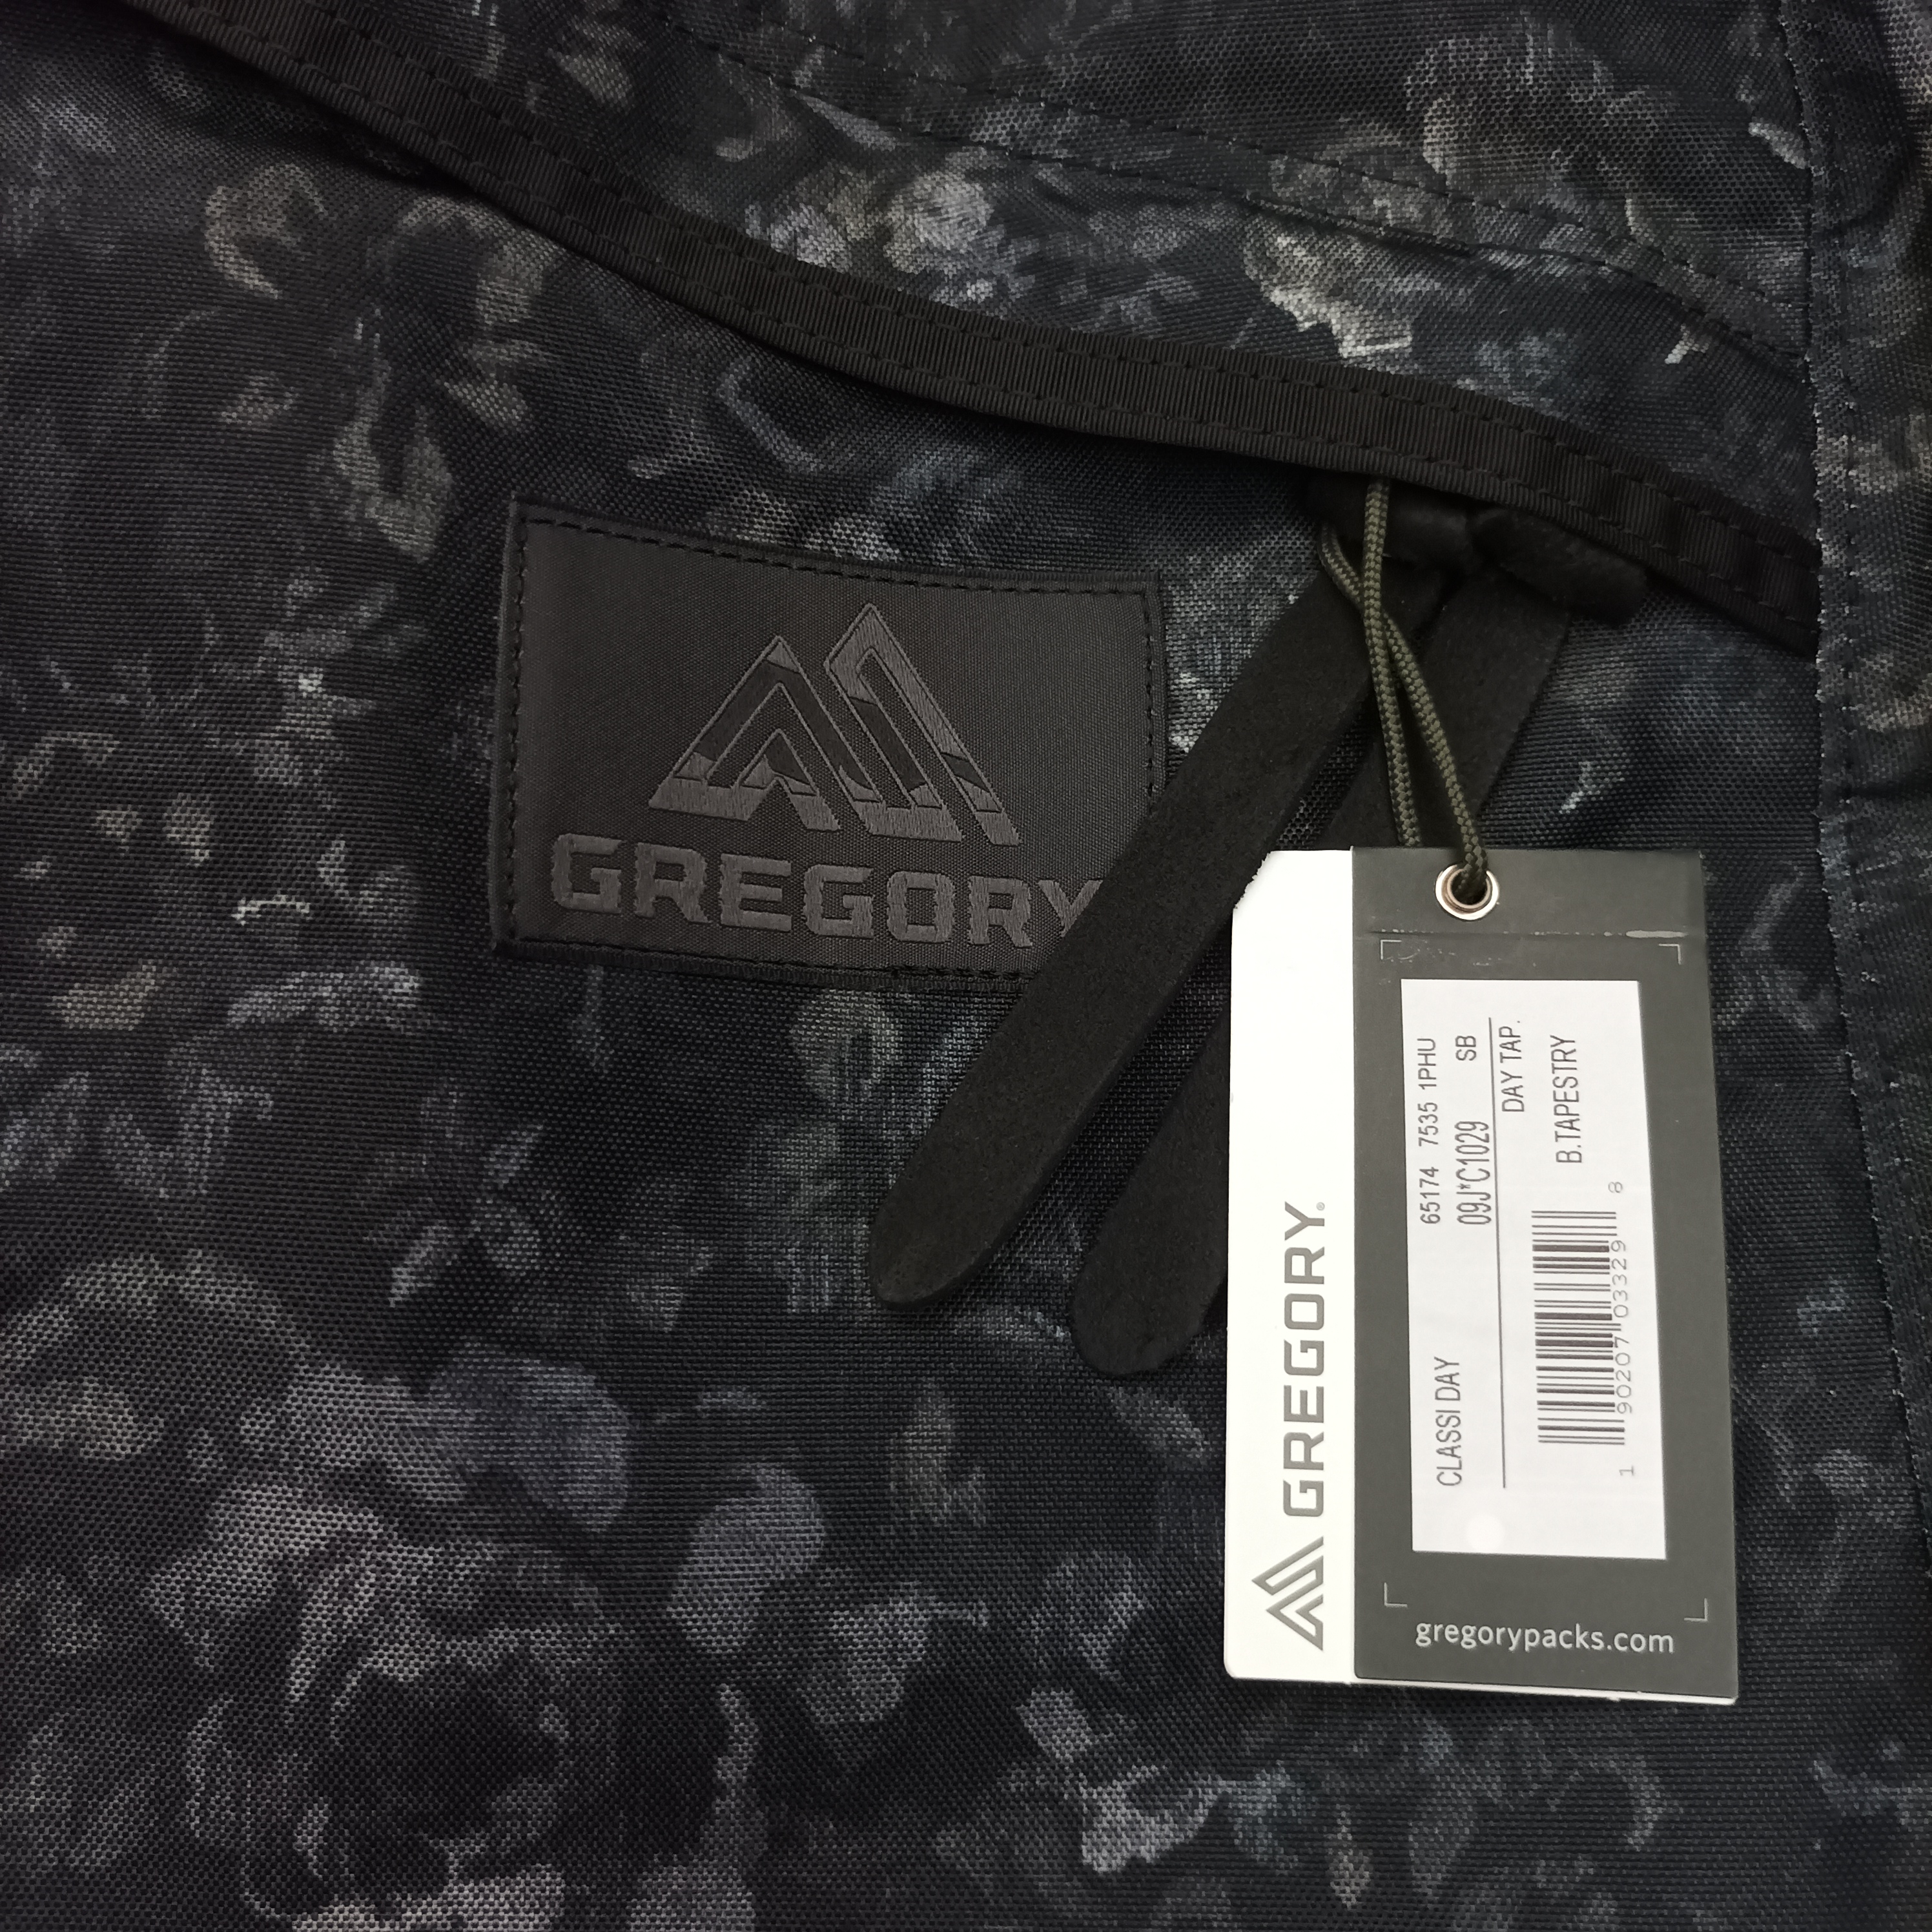 GREGORY
GREGORY®
65174 7535 1PHU
CLASSI DAY 09J*C1029 SB
DAY TAP.
B.TAPESTRY
1 90207 03329 8
gregorypacks.com